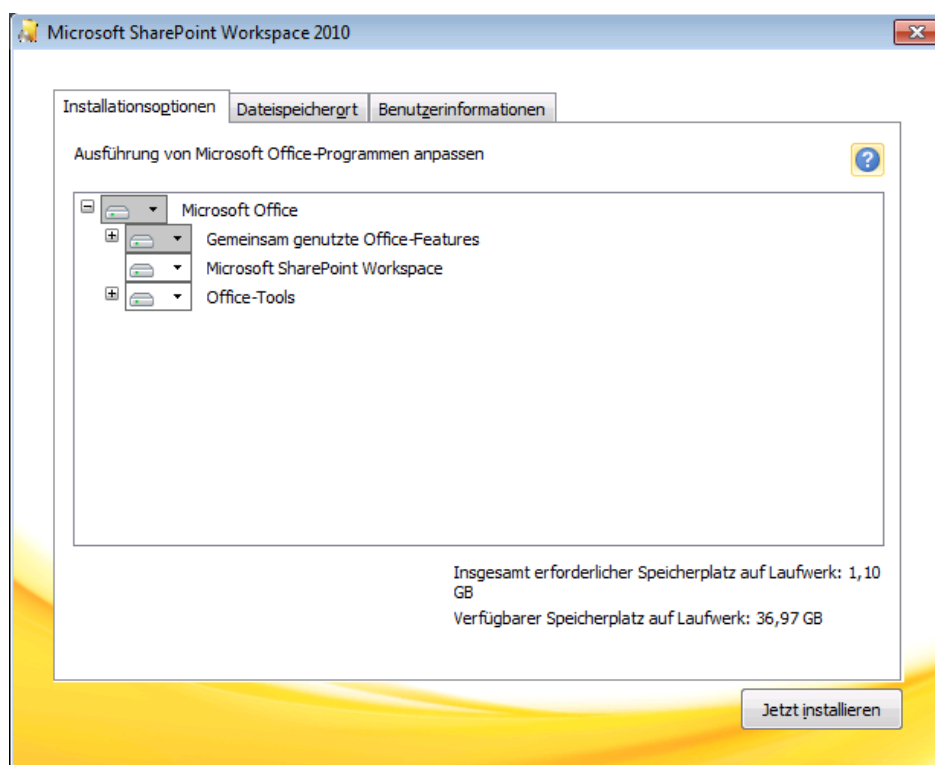 Microsoft SharePoint Workspace 2010
Installationsoptionen Dateispeicherort Benutzerinformationen
Ausführung von Microsoft Office-Programmen anpassen
Microsoft Office
Gemeinsam genutzte Office-Features
Microsoft SharePoint Workspace
Office-Tools
Insgesamt erforderlicher Speicherplatz auf Laufwerk: 1,10
GB
Verfügbarer Speicherplatz auf Laufwerk: 36,97 GB
Jetzt installieren